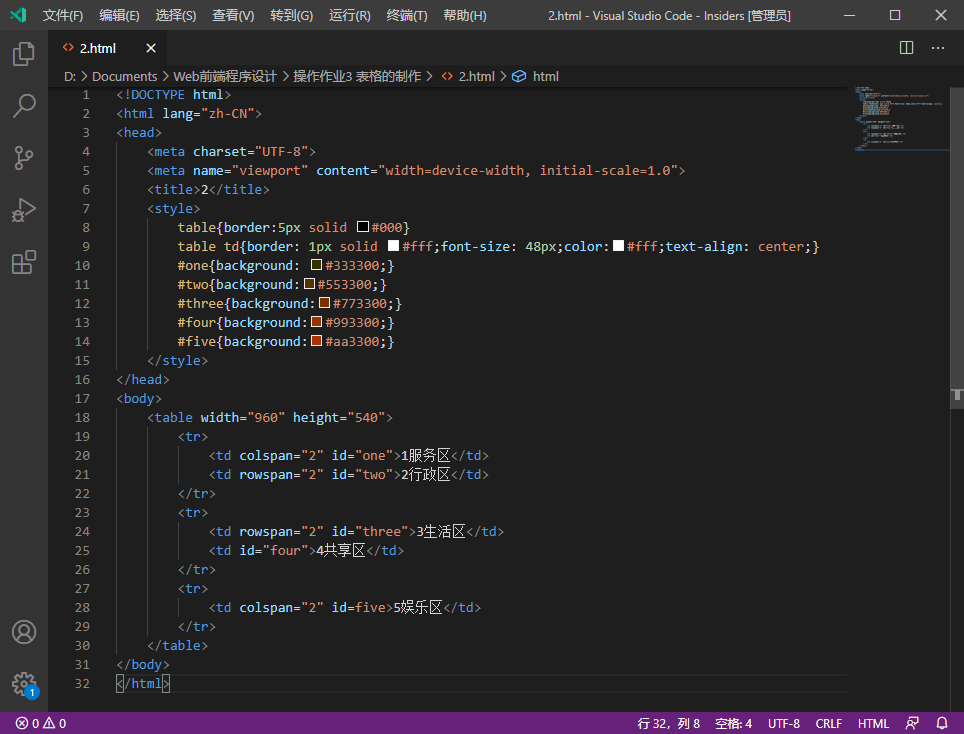 文件(F) 编辑(E) 选择(S) 查看(V) 转到(G) 运行(R) 终端(T) 帮助(H) 2.html - Visual Studio Code - Insiders [管理员]
2.html
D: > Documents > Web前端程序设计 > 操作作业3 表格的制作 > 2.html > html
1 <!DOCTYPE html>
2 <html lang="zh-CN">
3 <head>
4 <meta charset="UTF-8">
5 <meta name="viewport" content="width=device-width, initial-scale=1.0">
6 <title>2</title>
7 <style>
8 table{border:5px solid #000}
9 table td{border: 1px solid #fff;font-size: 48px;color:#fff;text-align: center;}
10 #one{background: #333300;}
11 #two{background:#553300;}
12 #three{background:#773300;}
13 #four{background:#993300;}
14 #five{background:#aa3300;}
15 </style>
16 </head>
17 <body>
18 <table width="960" height="540">
19 <tr>
20 <td colspan="2" id="one">1服务区</td>
21 <td rowspan="2" id="two">2行政区</td>
22 </tr>
23 <tr>
24 <td rowspan="2" id="three">3生活区</td>
25 <td id="four">4共享区</td>
26 </tr>
27 <tr>
28 <td colspan="2" id=five>5娱乐区</td>
29 </tr>
30 </table>
31 </body>
32 </html>
1
0 0 行 32，列 8 空格: 4 UTF-8 CRLF HTML